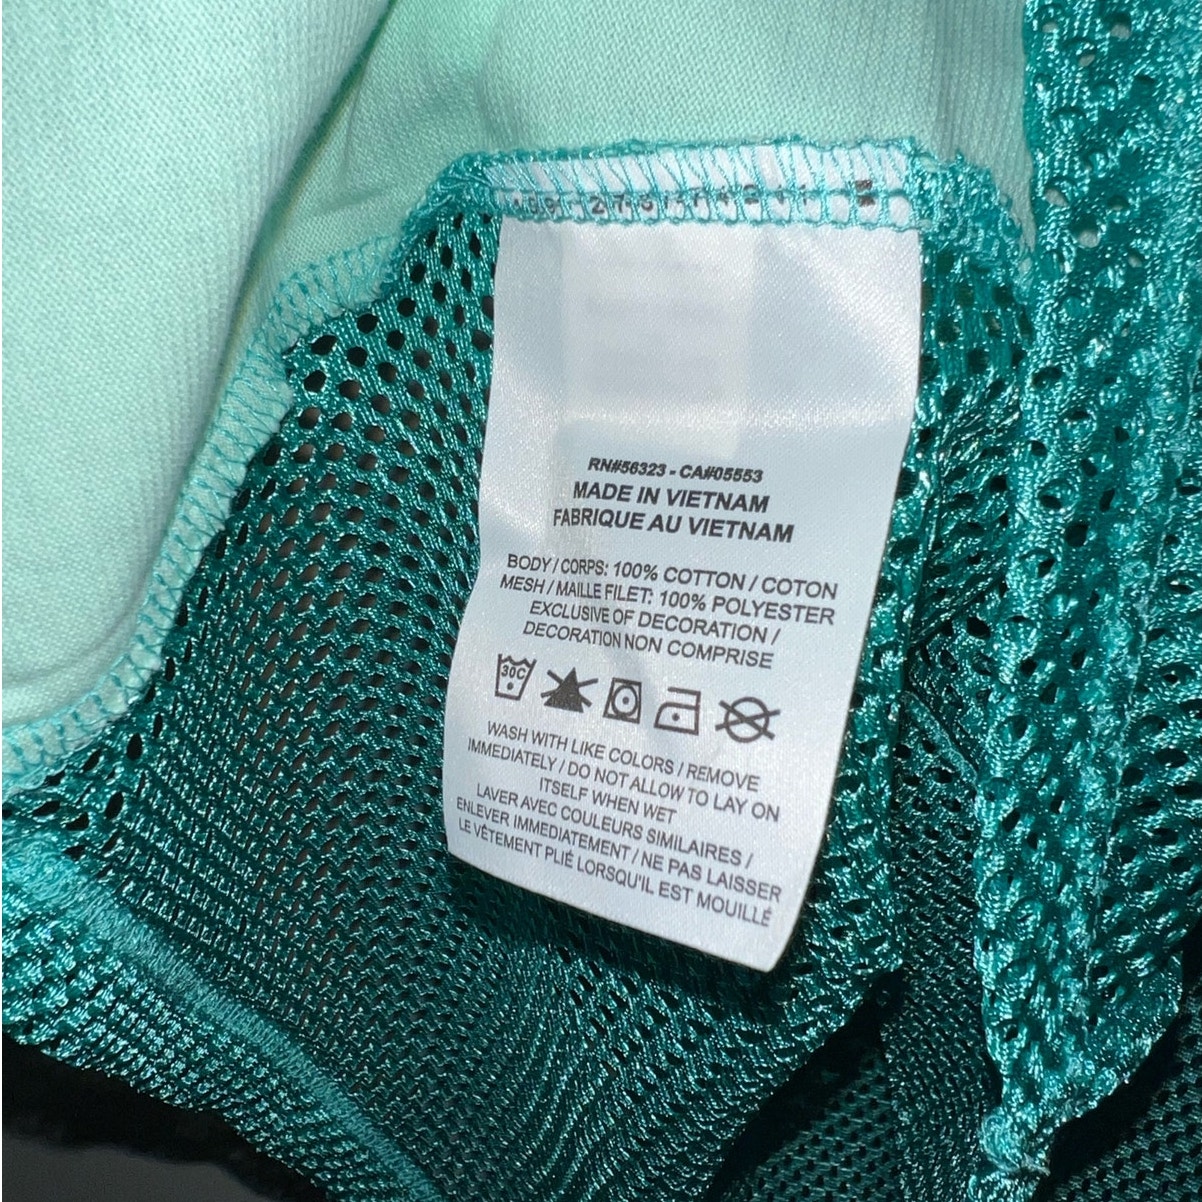 RN#56323 - CA#05553
MADE IN VIETNAM
FABRIQUE AU VIETNAM
BODY / CORPS: 100% COTTON / COTON
MESH / MAILLE FILET: 100% POLYESTER
EXCLUSIVE OF DECORATION /
DECORATION NON COMPRISE
30C
WASH WITH LIKE COLORS / REMOVE
IMMEDIATELY / DO NOT ALLOW TO LAY ON
ITSELF WHEN WET
LAVER AVEC COULEURS SIMILAIRES /
ENLEVER IMMEDIATEMENT / NE PAS LAISSER
LE VÊTEMENT PLIÉ LORSQU'IL EST MOUILLÉ